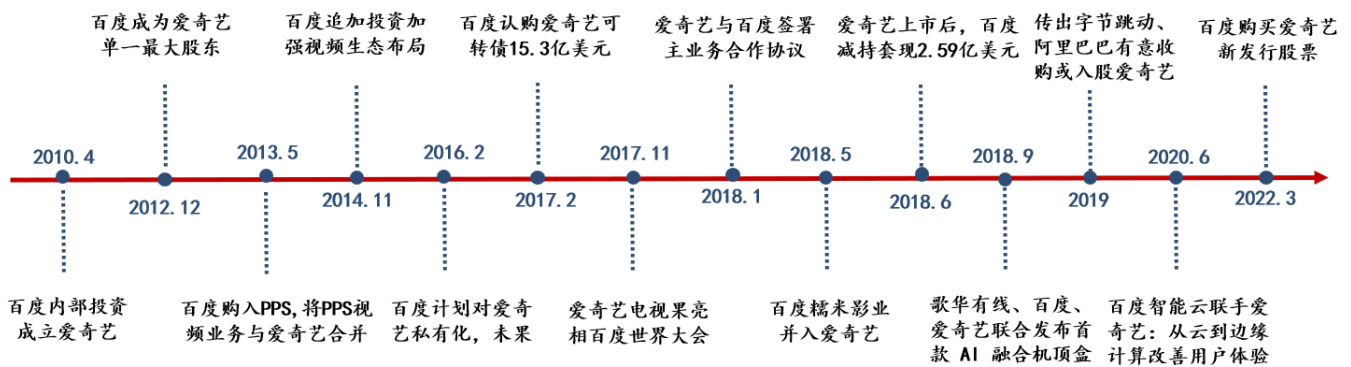 百度成为爱奇艺
单一最大股东
百度追加投资加
强视频生态布局
百度认购爱奇艺可
转债15.3亿美元
爱奇艺与百度签署
主业务合作协议
爱奇艺上市后，百度
减持套现2.59亿美元
传出字节跳动、
阿里巴巴有意收
购或入股爱奇艺
百度购买爱奇艺
新发行股票
2010.4
2012.12
2013.5
2014.11
2016.2
2017.2
2017.11
2018.1
2018.5
2018.6
2018.9
2019
2020.6
2022.3
百度内部投资
成立爱奇艺
百度购入PPS,将PPS视
频业务与爱奇艺合并
百度计划对爱奇
艺私有化，未果
爱奇艺电视果亮
相百度世界大会
百度糯米影业
并入爱奇艺
歌华有线、百度、
爱奇艺联合发布首
款 AI 融合机顶盒
百度智能云联手爱
奇艺：从云到边缘
计算改善用户体验